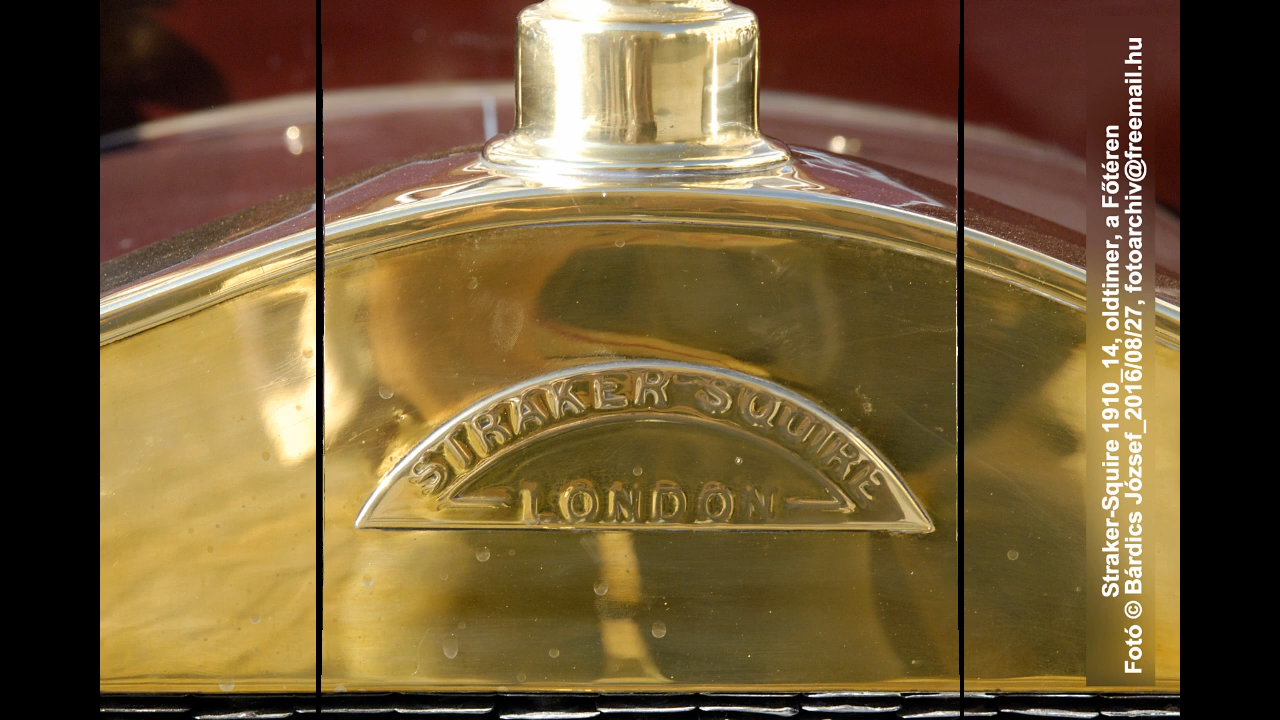 STRAKER-SQUIRE
LONDON
Straker-Squire 1910_14, oldtimer, a Főtéren
Fotó © Bárdics József_2016/08/27, fotoarchiv@freemail.hu